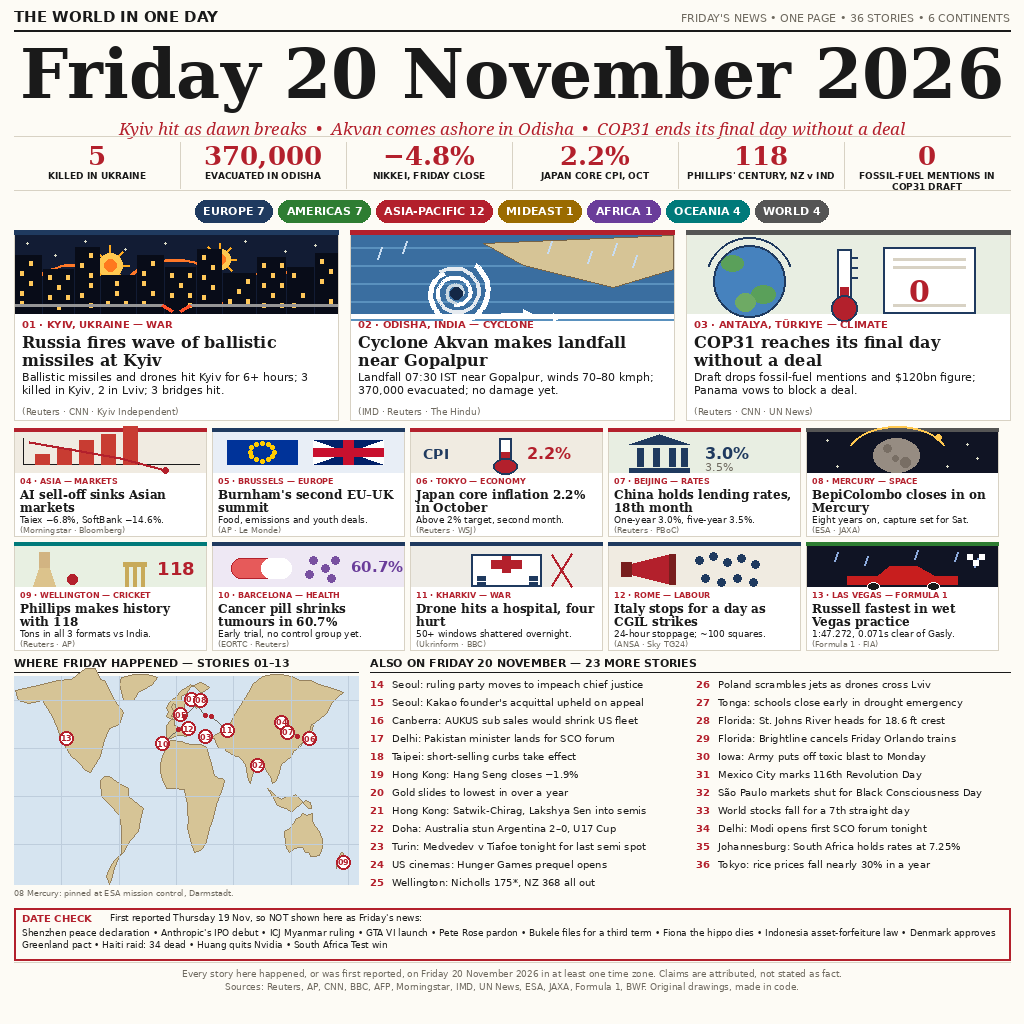 THE WORLD IN ONE DAY
FRIDAY'S NEWS • ONE PAGE • 36 STORIES • 6 CONTINENTS
Friday 20 November 2026
Kyiv hit as dawn breaks • Akvan comes ashore in Odisha • COP31 ends its final day without a deal
5
KILLED IN UKRAINE
370,000
EVACUATED IN ODISHA
−4.8%
NIKKEI, FRIDAY CLOSE
2.2%
JAPAN CORE CPI, OCT
118
PHILLIPS' CENTURY, NZ v IND
0
FOSSIL-FUEL MENTIONS IN
COP31 DRAFT
EUROPE 7
AMERICAS 7
ASIA-PACIFIC 12
MIDEAST 1
AFRICA 1
OCEANIA 4
WORLD 4
01 · KYIV, UKRAINE — WAR
Russia fires wave of ballistic
missiles at Kyiv
Ballistic missiles and drones hit Kyiv for 6+ hours; 3
killed in Kyiv, 2 in Lviv; 3 bridges hit.
(Reuters · CNN · Kyiv Independent)
02 · ODISHA, INDIA — CYCLONE
Cyclone Akvan makes landfall
near Gopalpur
Landfall 07:30 IST near Gopalpur, winds 70–80 kmph;
370,000 evacuated; no damage yet.
(IMD · Reuters · The Hindu)
0
03 · ANTALYA, TÜRKIYE — CLIMATE
COP31 reaches its final day
without a deal
Draft drops fossil-fuel mentions and $120bn figure;
Panama vows to block a deal.
(Reuters · CNN · UN News)
04 · ASIA — MARKETS
AI sell-off sinks Asian
markets
Taiex −6.8%, SoftBank −14.6%.
(Morningstar · Bloomberg)
05 · BRUSSELS — EUROPE
Burnham's second EU–UK
summit
Food, emissions and youth deals.
(AP · Le Monde)
CPI
2.2%
06 · TOKYO — ECONOMY
Japan core inflation 2.2%
in October
Above 2% target, second month.
(Reuters · WSJ)
3.0%
3.5%
07 · BEIJING — RATES
China holds lending rates,
18th month
One-year 3.0%, five-year 3.5%.
(Reuters · PBoC)
08 · MERCURY — SPACE
BepiColombo closes in on
Mercury
Eight years on, capture set for Sat.
(ESA · JAXA)
118
09 · WELLINGTON — CRICKET
Phillips makes history
with 118
Tons in all 3 formats vs India.
(Reuters · AP)
60.7%
10 · BARCELONA — HEALTH
Cancer pill shrinks
tumours in 60.7%
Early trial, no control group yet.
(EORTC · Reuters)
11 · KHARKIV — WAR
Drone hits a hospital, four
hurt
50+ windows shattered overnight.
(Ukrinform · BBC)
12 · ROME — LABOUR
Italy stops for a day as
CGIL strikes
24-hour stoppage; ~100 squares.
(ANSA · Sky TG24)
13 · LAS VEGAS — FORMULA 1
Russell fastest in wet
Vegas practice
1:47.272, 0.071s clear of Gasly.
(Formula 1 · FIA)
WHERE FRIDAY HAPPENED — STORIES 01–13
08
05
12
10
03
11
13
04
07
06
02
09
08 Mercury: pinned at ESA mission control, Darmstadt.
ALSO ON FRIDAY 20 NOVEMBER — 23 MORE STORIES
14 Seoul: ruling party moves to impeach chief justice
15 Seoul: Kakao founder's acquittal upheld on appeal
16 Canberra: AUKUS sub sales would shrink US fleet
17 Delhi: Pakistan minister lands for SCO forum
18 Taipei: short-selling curbs take effect
19 Hong Kong: Hang Seng closes −1.9%
20 Gold slides to lowest in over a year
21 Hong Kong: Satwik-Chirag, Lakshya Sen into semis
22 Doha: Australia stun Argentina 2–0, U17 Cup
23 Turin: Medvedev v Tiafoe tonight for last semi spot
24 US cinemas: Hunger Games prequel opens
25 Wellington: Nicholls 175*, NZ 368 all out
26 Poland scrambles jets as drones cross Lviv
27 Tonga: schools close early in drought emergency
28 Florida: St. Johns River heads for 18.6 ft crest
29 Florida: Brightline cancels Friday Orlando trains
30 Iowa: Army puts off toxic blast to Monday
31 Mexico City marks 116th Revolution Day
32 São Paulo markets shut for Black Consciousness Day
33 World stocks fall for a 7th straight day
34 Delhi: Modi opens first SCO forum tonight
35 Johannesburg: South Africa holds rates at 7.25%
36 Tokyo: rice prices fall nearly 30% in a year
DATE CHECK First reported Thursday 19 Nov, so NOT shown here as Friday's news:
Shenzhen peace declaration • Anthropic's IPO debut • ICJ Myanmar ruling • GTA VI launch • Pete Rose pardon • Bukele files for a third term • Fiona the hippo dies • Indonesia asset-forfeiture law • Denmark approves
Greenland pact • Haiti raid: 34 dead • Huang quits Nvidia • South Africa Test win
Every story here happened, or was first reported, on Friday 20 November 2026 in at least one time zone. Claims are attributed, not stated as fact.
Sources: Reuters, AP, CNN, BBC, AFP, Morningstar, IMD, UN News, ESA, JAXA, Formula 1, BWF. Original drawings, made in code.